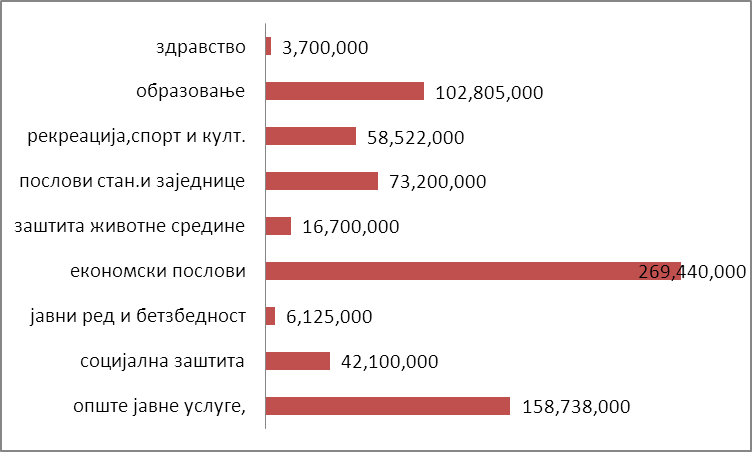 здравство 3,700,000
образовање 102,805,000
рекреација,спорт и култ. 58,522,000
послови стан.и заједнице 73,200,000
заштита животне средине 16,700,000
економски послови 269,440,000
јавни ред и бетзбедност 6,125,000
социјална заштита 42,100,000
опште јавне услуге, 158,738,000